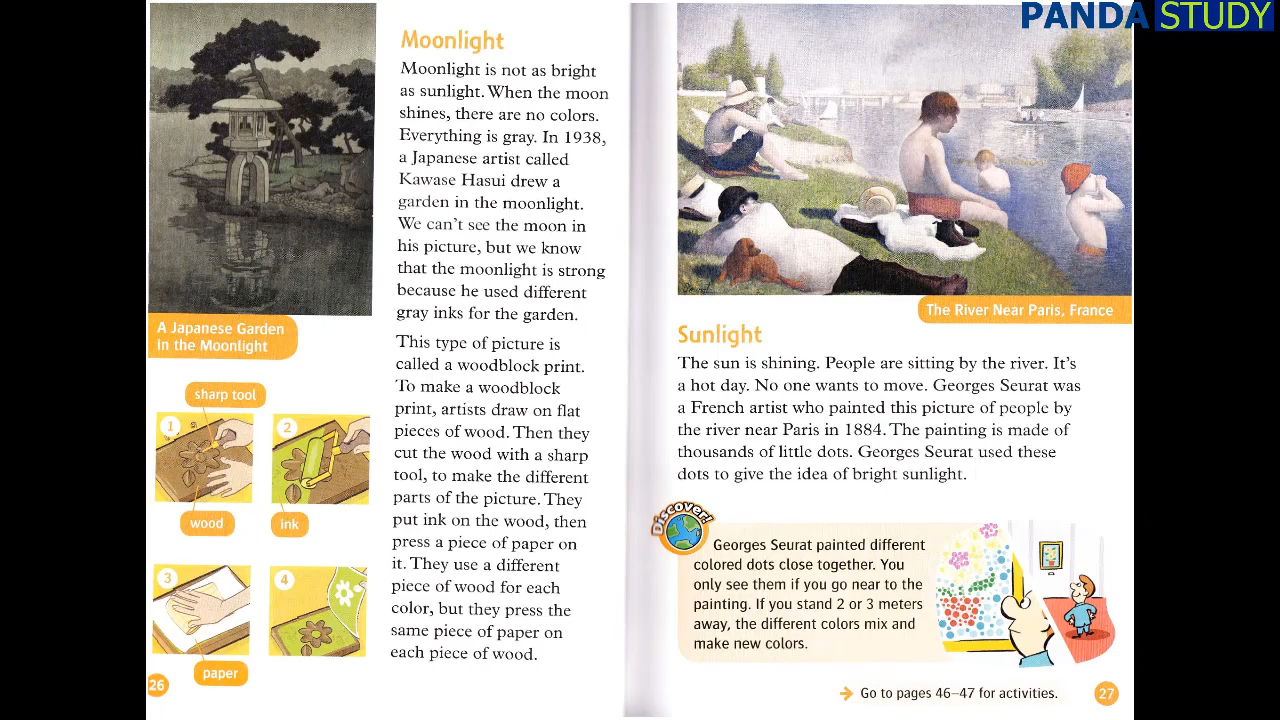 PANDA STUDY
Moonlight
Moonlight is not as bright
as sunlight. When the moon
shines, there are no colors.
Everything is gray. In 1938,
a Japanese artist called
Kawase Hasui drew a
garden in the moonlight.
We can't see the moon in
his picture, but we know
that the moonlight is strong
because he used different
gray inks for the garden.
This type of picture is
called a woodblock print.
To make a woodblock
print, artists draw on flat
pieces of wood. Then they
cut the wood with a sharp
tool, to make the different
parts of the picture. They
put ink on the wood, then
press a piece of paper on
it. They use a different
piece of wood for each
color, but they press the
same piece of paper on
each piece of wood.
A Japanese Garden
in the Moonlight
sharp tool
1
2
wood
ink
3
4
paper
26
The River Near Paris, France
Sunlight
The sun is shining. People are sitting by the river. It's
a hot day. No one wants to move. Georges Seurat was
a French artist who painted this picture of people by
the river near Paris in 1884. The painting is made of
thousands of little dots. Georges Seurat used these
dots to give the idea of bright sunlight.
Discover!
Georges Seurat painted different
colored dots close together. You
only see them if you go near to the
painting. If you stand 2 or 3 meters
away, the different colors mix and
make new colors.
→ Go to pages 46–47 for activities.
27